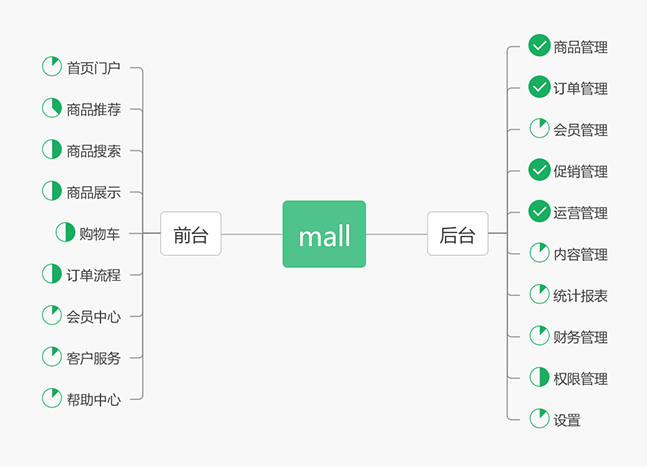 首页门户
商品推荐
商品搜索
商品展示
购物车
订单流程
会员中心
客户服务
帮助中心
前台
mall
后台
商品管理
订单管理
会员管理
促销管理
运营管理
内容管理
统计报表
财务管理
权限管理
设置